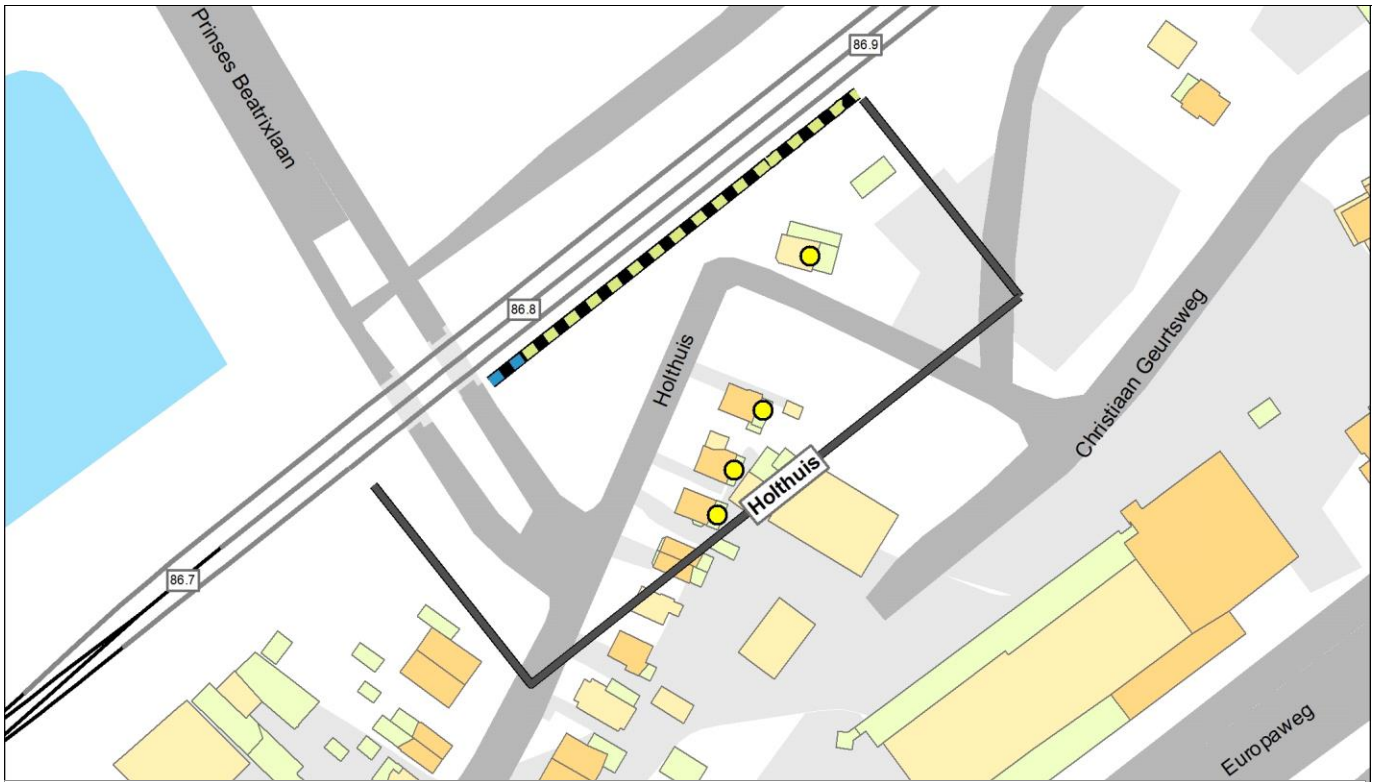 Prinses Beatrixlaan
86.9
86.8
Holthuis
Christiaan Geurtsweg
Holthuis
86.7
Europaweg